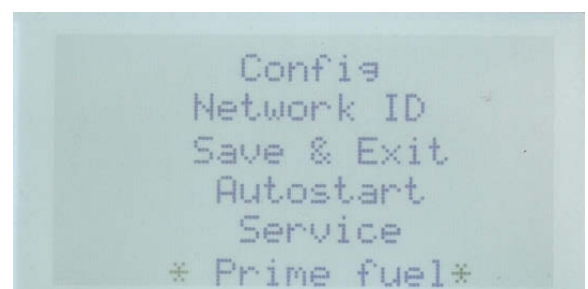 Config
Network ID
Save & Exit
Autostart
Service
* Prime fuel*